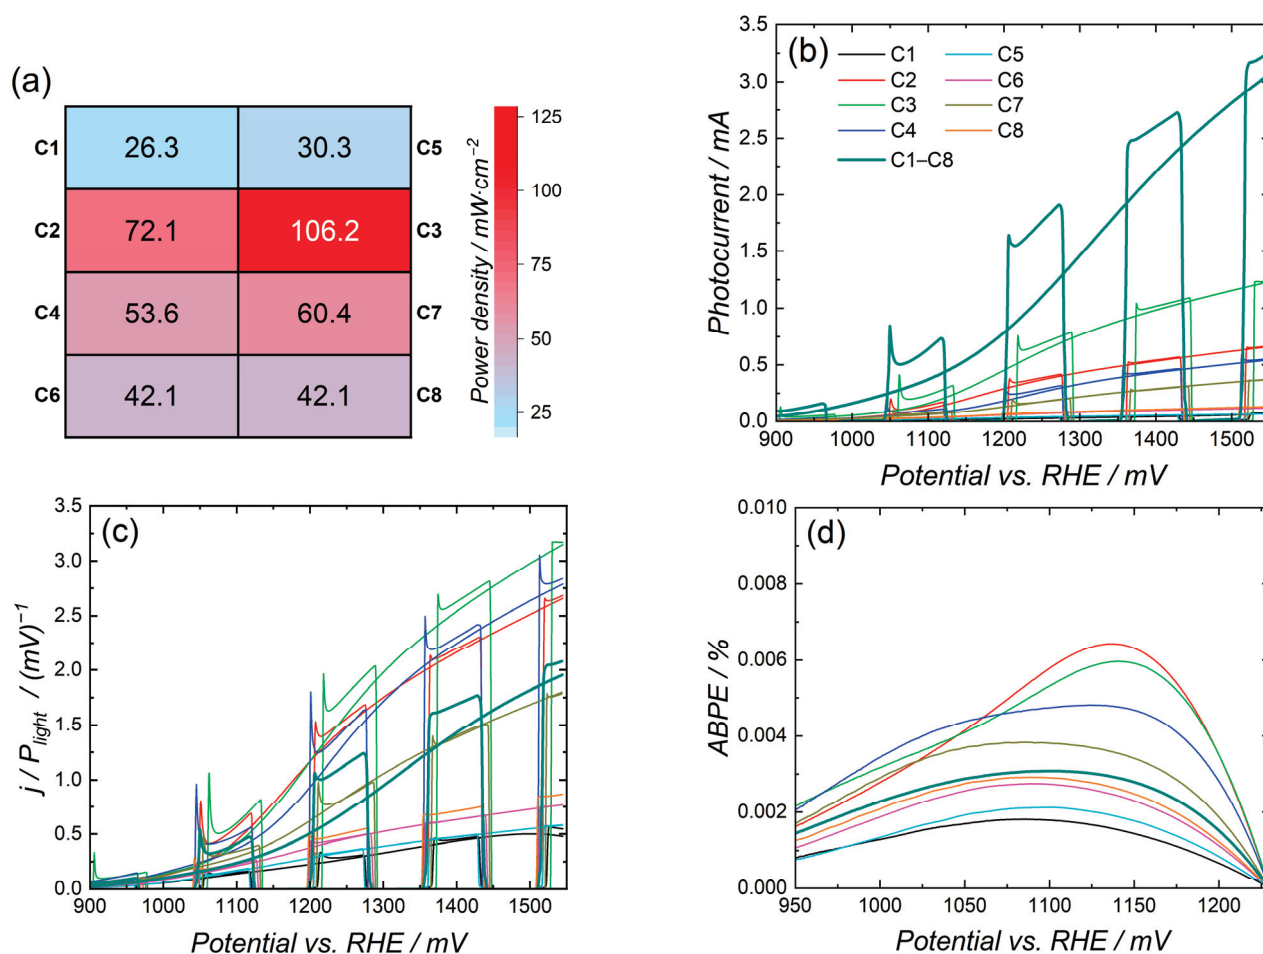 (a)
C1 26.3 30.3 C5
C2 72.1 106.2 C3
C4 53.6 60.4 C7
C6 42.1 42.1 C8
125
100
75
50
25
Power density / mW·cm⁻²
(b)
C1 C5
C2 C6
C3 C7
C4 C8
C1–C8
3.5
3.0
2.5
2.0
1.5
1.0
0.5
0.0
Photocurrent / mA
900 1000 1100 1200 1300 1400 1500
Potential vs. RHE / mV
(c)
3.5
3.0
2.5
2.0
1.5
1.0
0.5
0.0
j / P_light / (mV)⁻¹
900 1000 1100 1200 1300 1400 1500
Potential vs. RHE / mV
(d)
0.010
0.008
0.006
0.004
0.002
0.000
ABPE / %
950 1000 1050 1100 1150 1200
Potential vs. RHE / mV